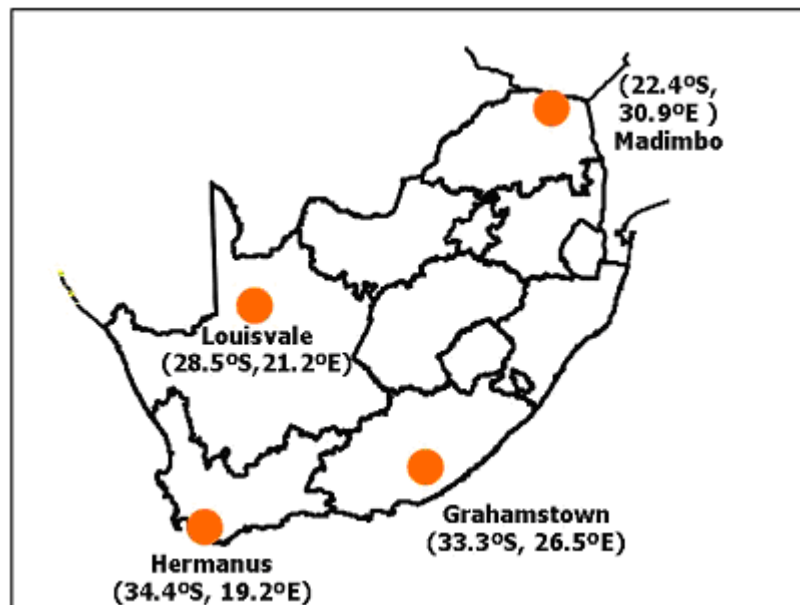 (22.4ºS,
30.9ºE )
Madimbo
Louisvale
(28.5ºS,21.2ºE)
Grahamstown
(33.3ºS, 26.5ºE)
Hermanus
(34.4ºS, 19.2ºE)